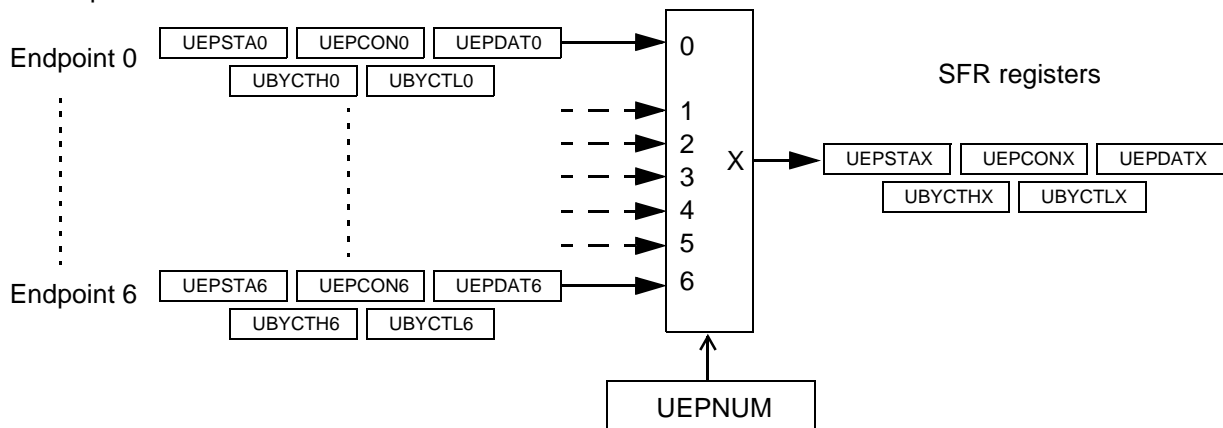 Endpoint 0
UEPSTA0 UEPCON0 UEPDAT0
UBYCTH0 UBYCTL0
0
1
2
3
4
5
6
X
SFR registers
UEPSTAX UEPCONX UEPDATX
UBYCTHX UBYCTLX
Endpoint 6
UEPSTA6 UEPCON6 UEPDAT6
UBYCTH6 UBYCTL6
UEPNUM